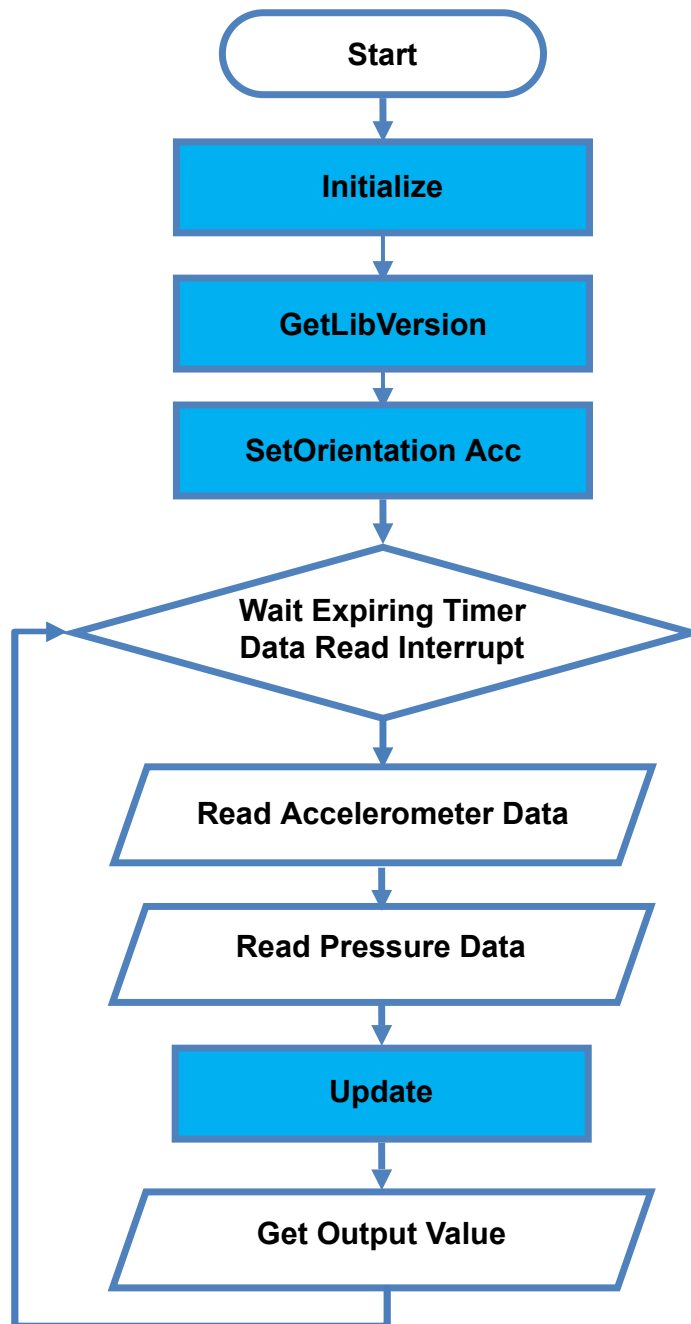 Start
Initialize
GetLibVersion
SetOrientation Acc
Wait Expiring Timer
Data Read Interrupt
Read Accelerometer Data
Read Pressure Data
Update
Get Output Value